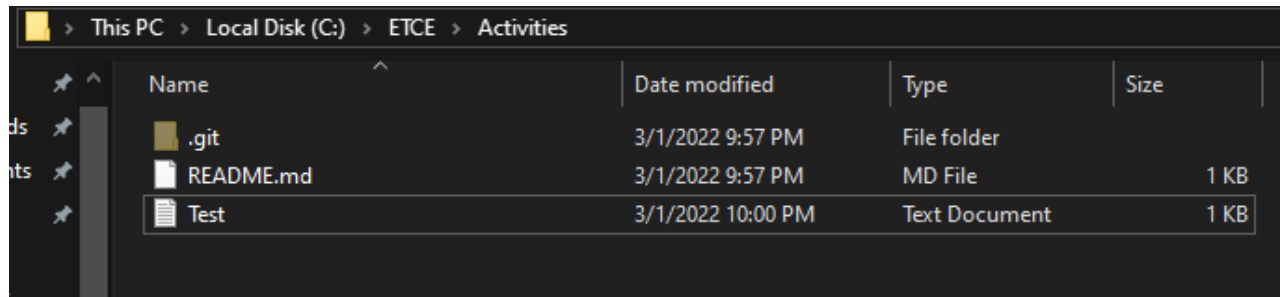 This PC > Local Disk (C:) > ETCE > Activities
Name Date modified Type Size
ds
.git 3/1/2022 9:57 PM File folder
nts
README.md 3/1/2022 9:57 PM MD File 1 KB
Test 3/1/2022 10:00 PM Text Document 1 KB